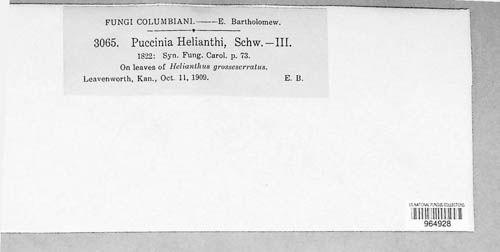 FUNGI COLUMBIANI.——E. Bartholomew.
3065. Puccinia Helianthi, Schw.—III.
1822: Syn. Fung. Carol. p. 73.
On leaves of Helianthus grosseserratus.
Leavenworth, Kan., Oct. 11, 1909. E. B.
US NATIONAL FUNGUS COLLECTIONS
964928